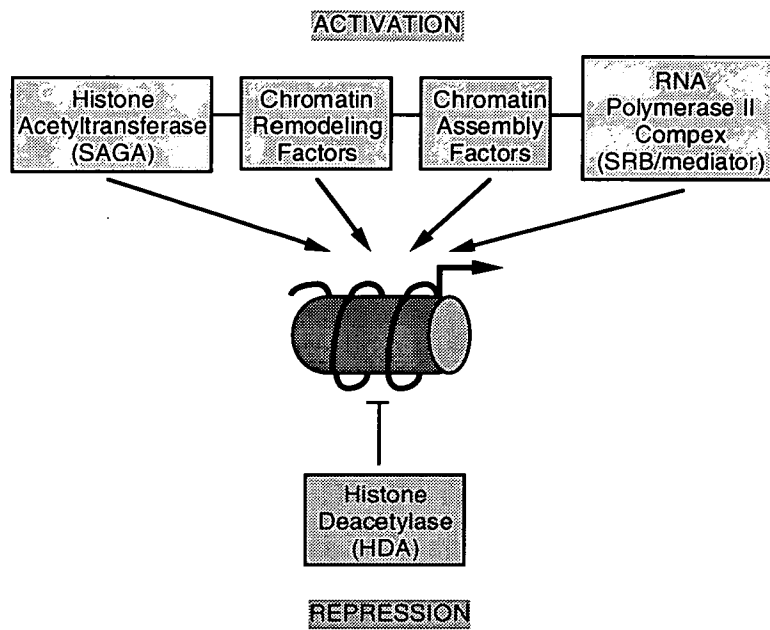 ACTIVATION
Histone
Acetyltransferase
(SAGA)
Chromatin
Remodeling
Factors
Chromatin
Assembly
Factors
RNA
Polymerase II
Compex
(SRB/mediator)
Histone
Deacetylase
(HDA)
REPRESSION